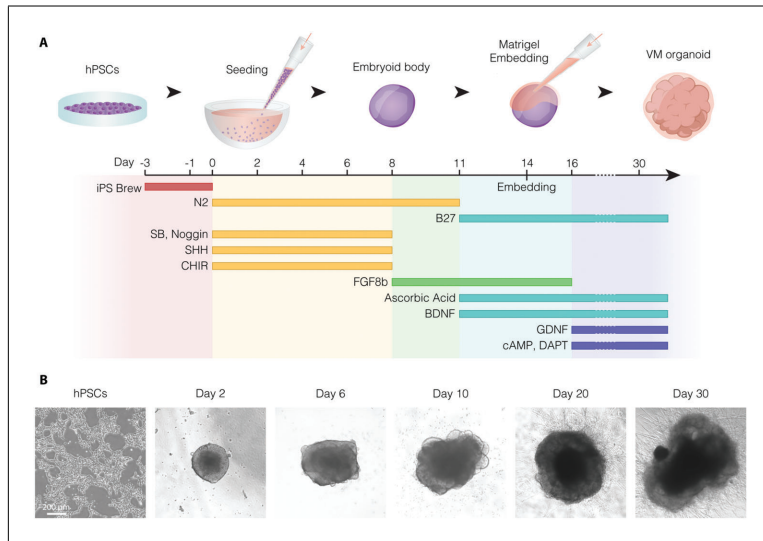 A
hPSCs
Seeding
Embryoid body
Matrigel
Embedding
VM organoid
Day -3 -1 0 2 4 6 8 11 14 16 30
Embedding
iPS Brew
N2
B27
SB, Noggin
SHH
CHIR
FGF8b
Ascorbic Acid
BDNF
GDNF
cAMP, DAPT
B
hPSCs Day 2 Day 6 Day 10 Day 20 Day 30
200 µm